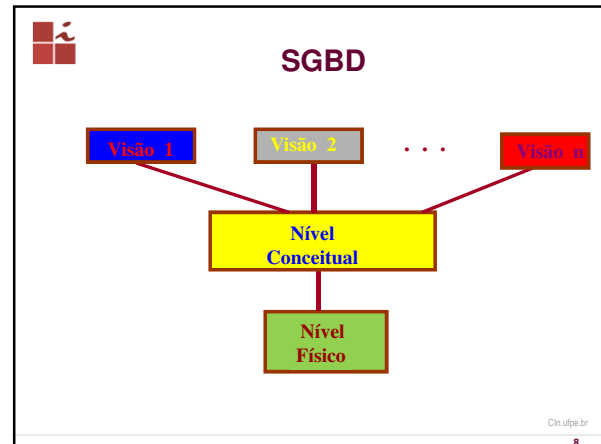 SGBD
Visão 1
Visão 2
. . .
Visão n
Nível
Conceitual
Nível
Físico
CIn.ufpe.br
8